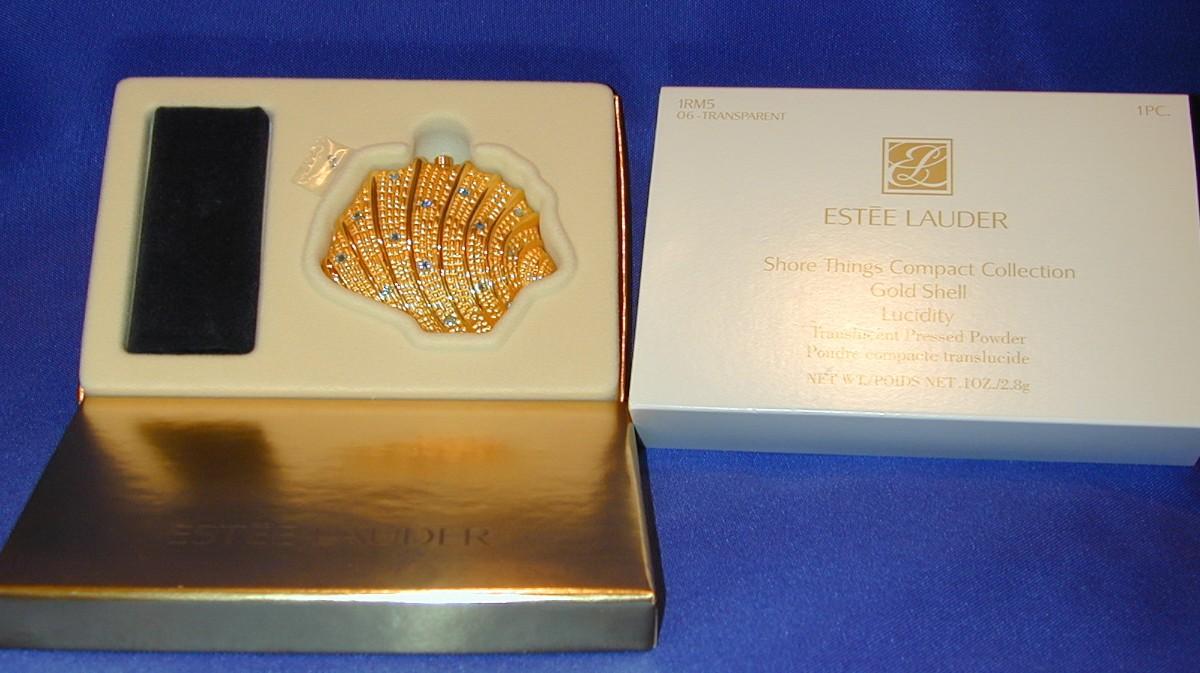 1RM5
06 - TRANSPARENT
1PC.
EL
ESTĒE LAUDER
Shore Things Compact Collection
Gold Shell
Lucidity
Translucent Pressed Powder
Poudre compacte translucide
NET WT./POIDS NET .1OZ./2.8g
ESTĒE LAUDER